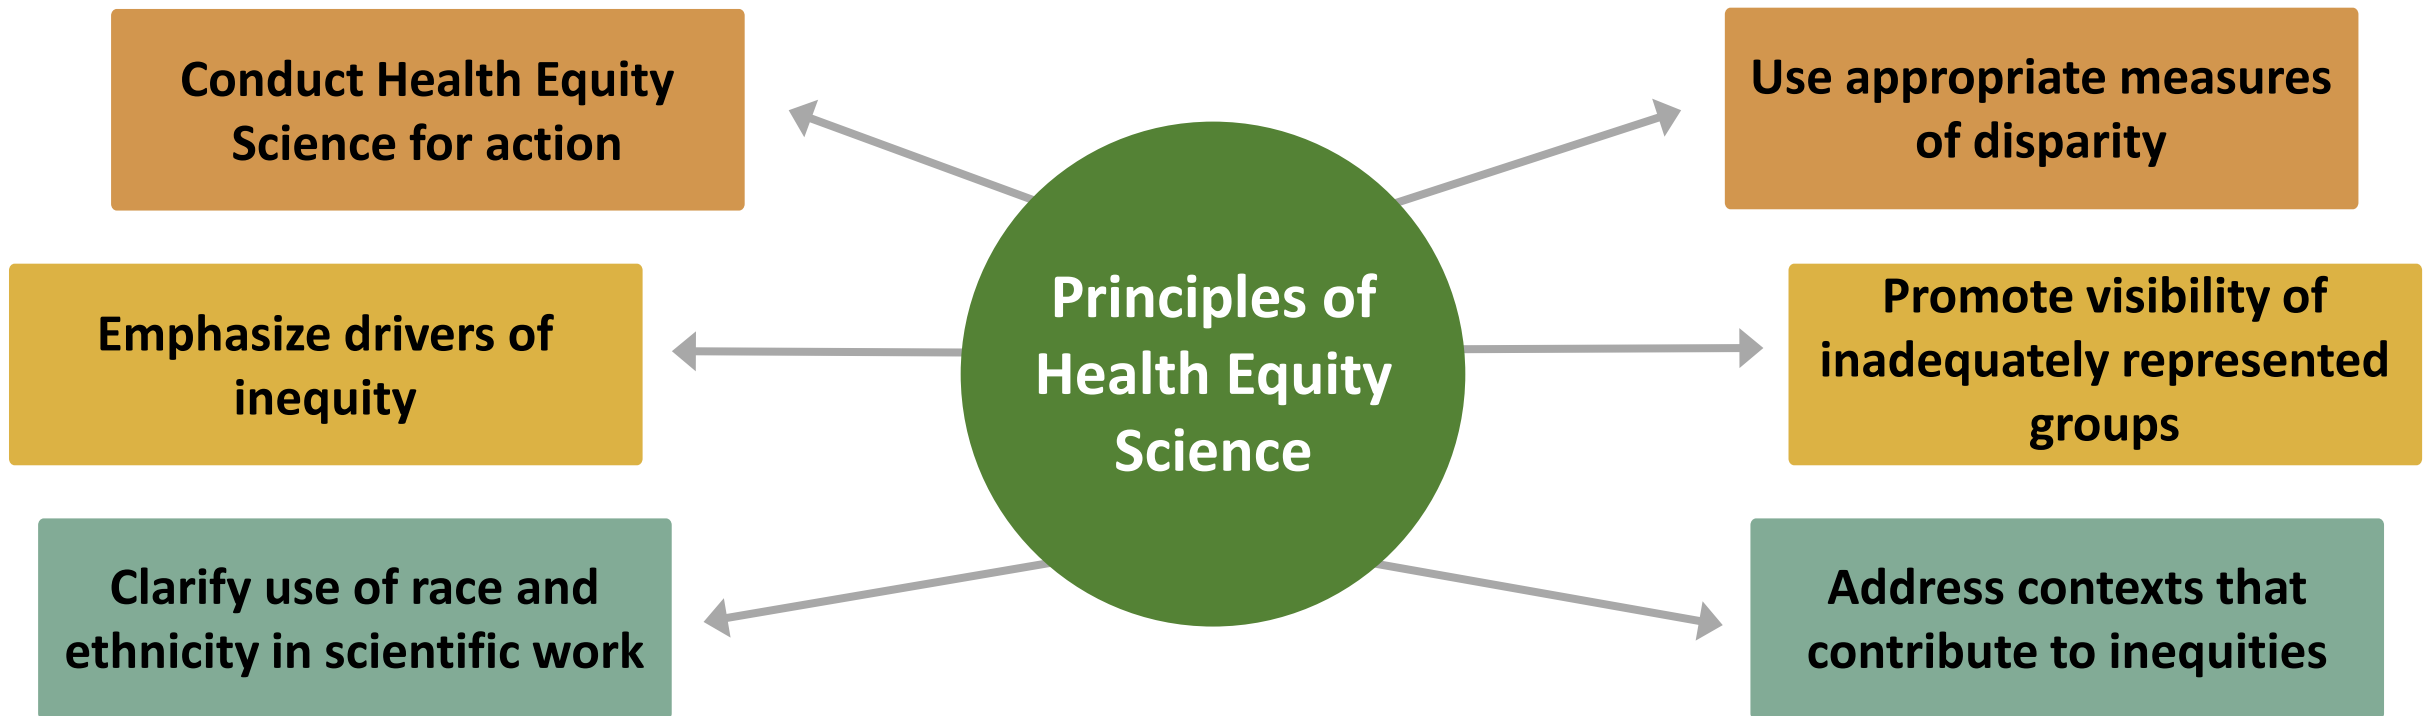 Conduct Health Equity
Science for action
Emphasize drivers of
inequity
Clarify use of race and
ethnicity in scientific work
Principles of
Health Equity
Science
Use appropriate measures
of disparity
Promote visibility of
inadequately represented
groups
Address contexts that
contribute to inequities